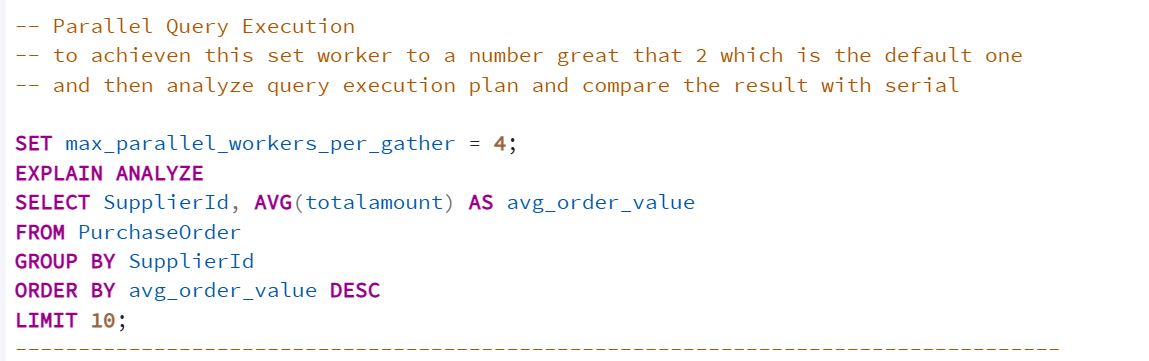 -- Parallel Query Execution
-- to achieven this set worker to a number great that 2 which is the default one
-- and then analyze query execution plan and compare the result with serial
SET max_parallel_workers_per_gather = 4;
EXPLAIN ANALYZE
SELECT SupplierId, AVG(totalamount) AS avg_order_value
FROM PurchaseOrder
GROUP BY SupplierId
ORDER BY avg_order_value DESC
LIMIT 10;
-----------------------------------------------------------------------------------